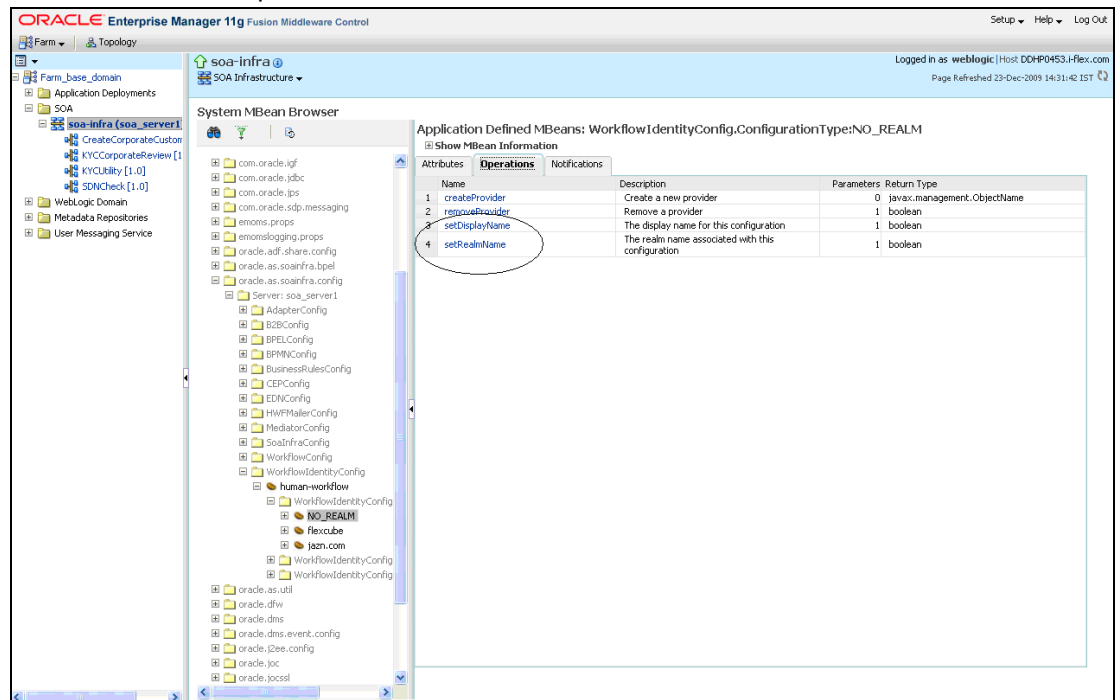 ORACLE Enterprise Manager 11g Fusion Middleware Control
Setup Help Log Out
Farm Topology
Farm_base_domain
Application Deployments
SOA
soa-infra (soa_server1
CreateCorporateCustom
KYCCorporateReview [1
KYCUtility [1.0]
SDNCheck [1.0]
WebLogic Domain
Metadata Repositories
User Messaging Service
soa-infra
SOA Infrastructure
Logged in as weblogic|Host DDHP0453.i-flex.com
Page Refreshed 23-Dec-2009 14:31:42 IST
System MBean Browser
com.oracle.igf
com.oracle.jdbc
com.oracle.jps
com.oracle.sdp.messaging
emoms.props
emomslogging.props
oracle.adf.share.config
oracle.as.soainfra.bpel
oracle.as.soainfra.config
Server: soa_server1
AdapterConfig
B2BConfig
BPELConfig
BPMNConfig
BusinessRulesConfig
CEPConfig
EDNConfig
HWFMailerConfig
MediatorConfig
SoaInfraConfig
WorkflowConfig
WorkflowIdentityConfig
human-workflow
WorkflowIdentityConfig
NO_REALM
flexcube
jazn.com
WorkflowIdentityConfig
WorkflowIdentityConfig
oracle.as.util
oracle.dfw
oracle.dms
oracle.dms.event.config
oracle.j2ee.config
oracle.joc
oracle.jocssl
Application Defined MBeans: WorkflowIdentityConfig.ConfigurationType:NO_REALM
Show MBean Information
Attributes Operations Notifications
Name Description Parameters Return Type
1 createProvider Create a new provider 0 javax.management.ObjectName
2 removeProvider Remove a provider 1 boolean
3 setDisplayName The display name for this configuration 1 boolean
4 setRealmName The realm name associated with this configuration 1 boolean